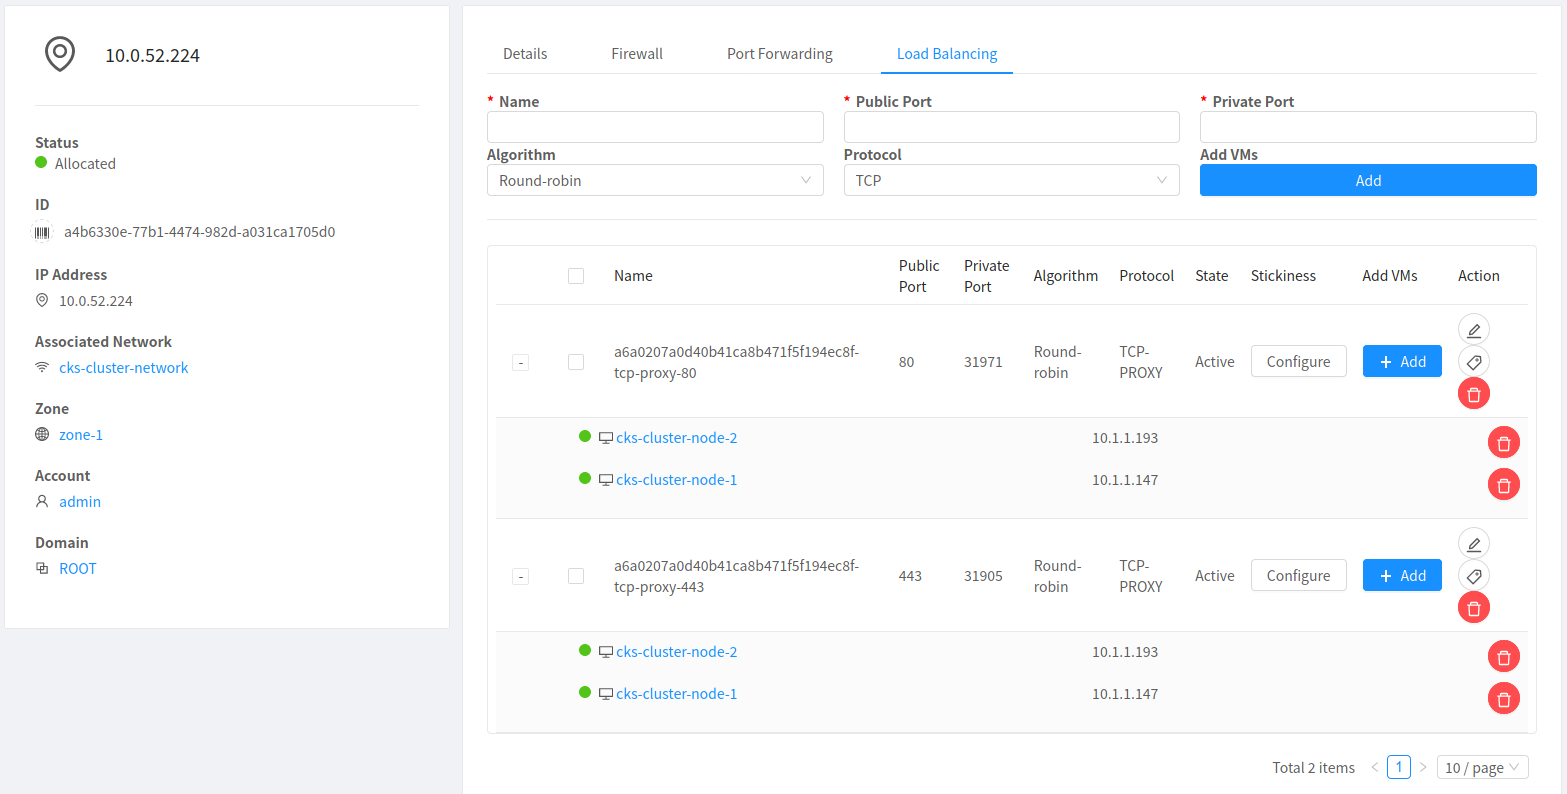 10.0.52.224
Status
Allocated
ID
a4b6330e-77b1-4474-982d-a031ca1705d0
IP Address
10.0.52.224
Associated Network
cks-cluster-network
Zone
zone-1
Account
admin
Domain
ROOT
Details Firewall Port Forwarding Load Balancing
* Name * Public Port * Private Port
Algorithm Protocol Add VMs
Round-robin TCP Add
Name Public Port Private Port Algorithm Protocol State Stickiness Add VMs Action
- a6a0207a0d40b41ca8b471f5f194ec8f-tcp-proxy-80 80 31971 Round-robin TCP-PROXY Active Configure + Add
cks-cluster-node-2 10.1.1.193
cks-cluster-node-1 10.1.1.147
- a6a0207a0d40b41ca8b471f5f194ec8f-tcp-proxy-443 443 31905 Round-robin TCP-PROXY Active Configure + Add
cks-cluster-node-2 10.1.1.193
cks-cluster-node-1 10.1.1.147
Total 2 items < 1 > 10 / page